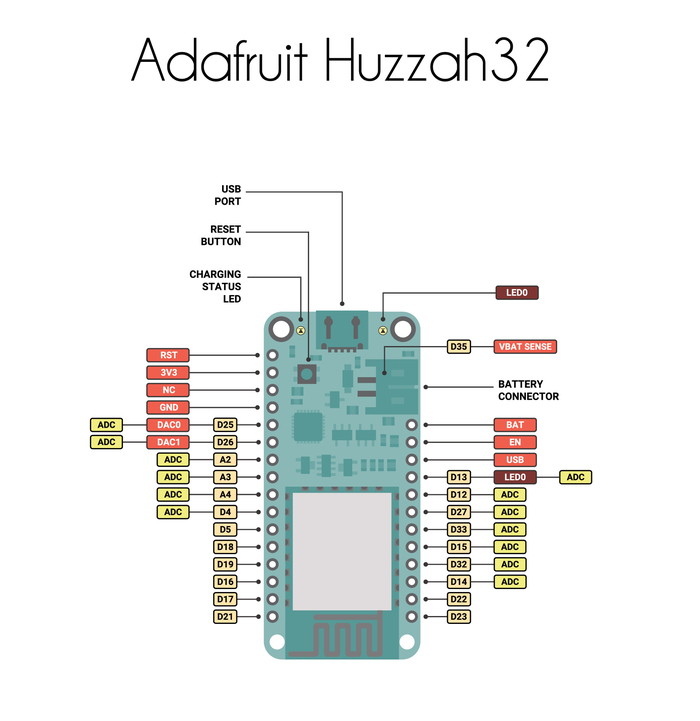 Adafruit Huzzah32
USB
PORT
RESET
BUTTON
CHARGING
STATUS
LED
LED0
D35 VBAT SENSE
BATTERY
CONNECTOR
RST
3V3
NC
GND
ADC DAC0 D25
ADC DAC1 D26
ADC A2
ADC A3
ADC A4
ADC D4
D5
D18
D19
D16
D17
D21
BAT
EN
USB
D13 LED0 ADC
D12 ADC
D27 ADC
D33 ADC
D15 ADC
D32 ADC
D14 ADC
D22
D23